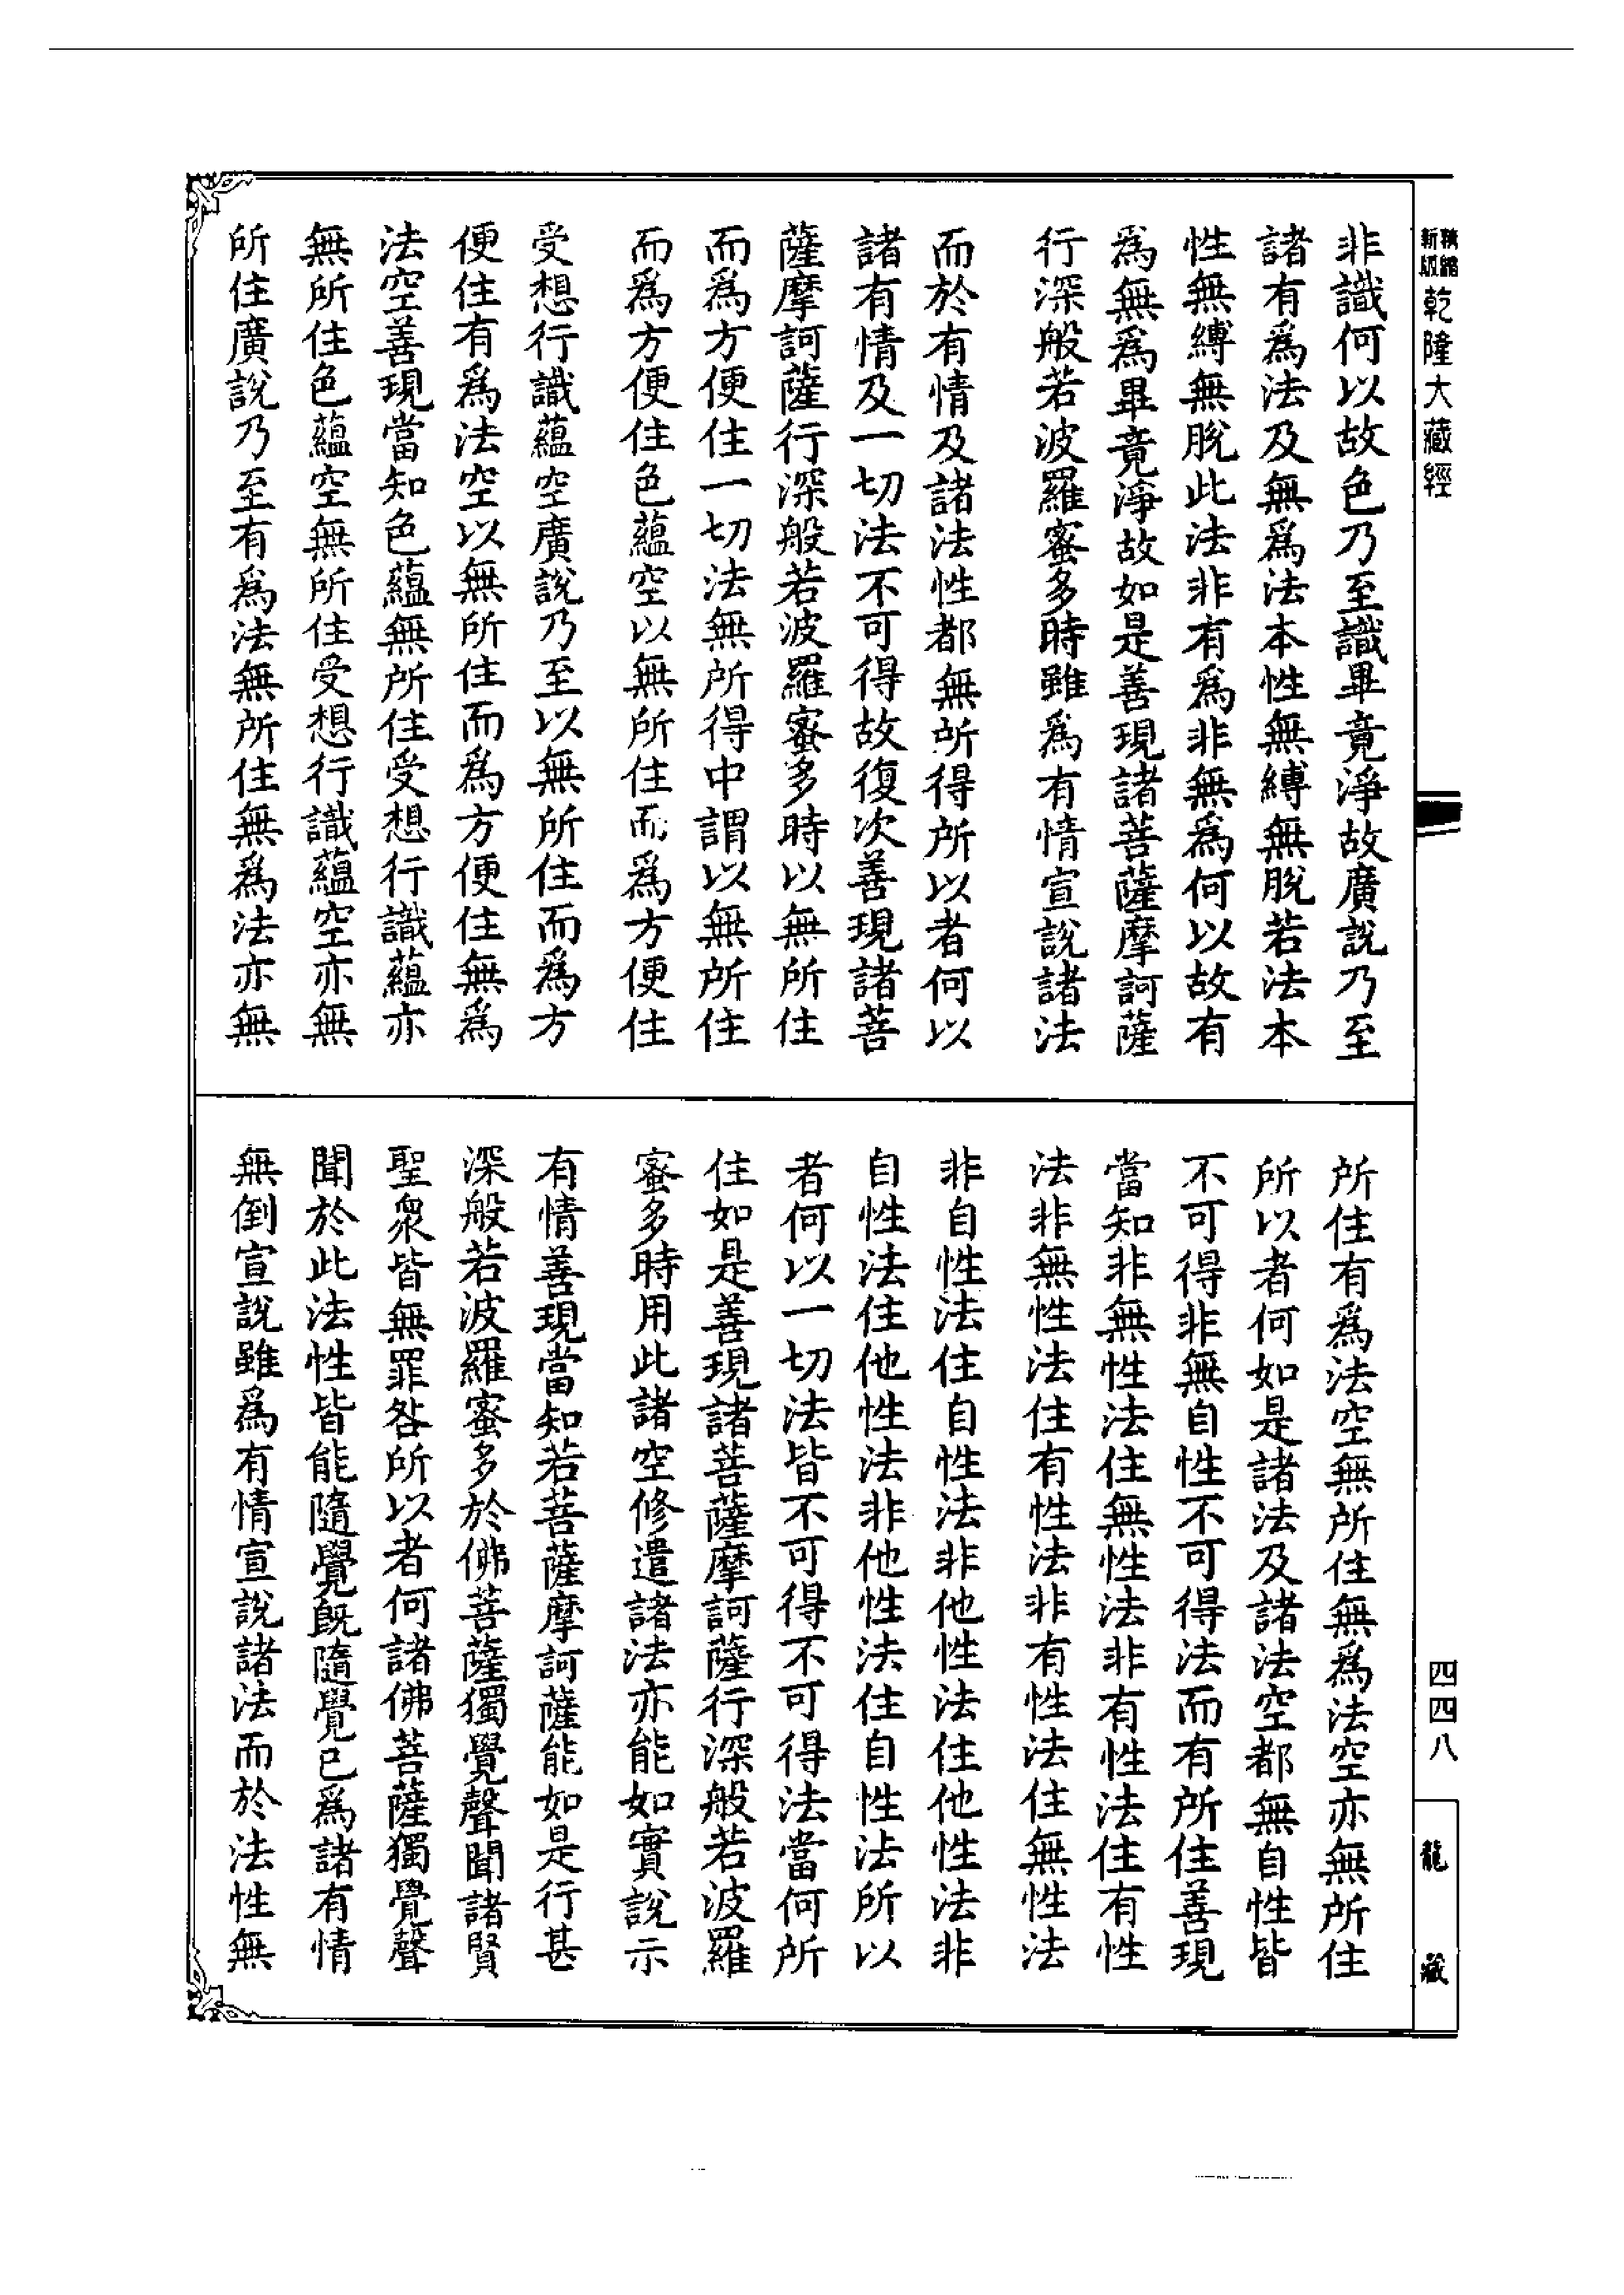 新版
精縮
乾隆大藏經
非識何以故色乃至識畢竟淨故廣說乃至
諸有爲法及無爲法本性無縛無脫若法本
性無縛無脫此法非有爲非無爲何以故有
爲無爲畢竟淨故如是善現諸菩薩摩訶薩
行深般若波羅蜜多時雖爲有情宣說諸法
而於有情及諸法性都無所得所以者何以
諸有情及一切法不可得故復次善現諸菩
薩摩訶薩行深般若波羅蜜多時以無所住
而爲方便住一切法無所得中謂以無所住
而爲方便住色蘊空以無所住而爲方便住
受想行識蘊空廣說乃至以無所住而爲方
便住有爲法空以無所住而爲方便住無爲
法空善現當知色蘊無所住受想行識蘊亦
無所住色蘊空無所住受想行識蘊空亦無
所住廣說乃至有爲法無所住無爲法亦無
所住有爲法空無所住無爲法空亦無所住
所以者何如是諸法及諸法空都無自性皆
不可得非無自性不可得法而有所住善現
當知非無性法住無性法非有性法住有性
法非無性法住有性法非有性法住無性法
非自性法住自性法非他性法住他性法非
自性法住他性法非他性法住自性法所以
者何以一切法皆不可得不可得法當何所
住如是善現諸菩薩摩訶薩行深般若波羅
蜜多時用此諸空修遣諸法亦能如實說示
有情善現當知若菩薩摩訶薩能如是行甚
深般若波羅蜜多於佛菩薩獨覺聲聞諸賢
聖衆皆無罪咎所以者何諸佛菩薩獨覺聲
聞於此法性皆能隨覺既隨覺已爲諸有情
無倒宣說雖爲有情宣說諸法而於法性無
四四八
龍藏